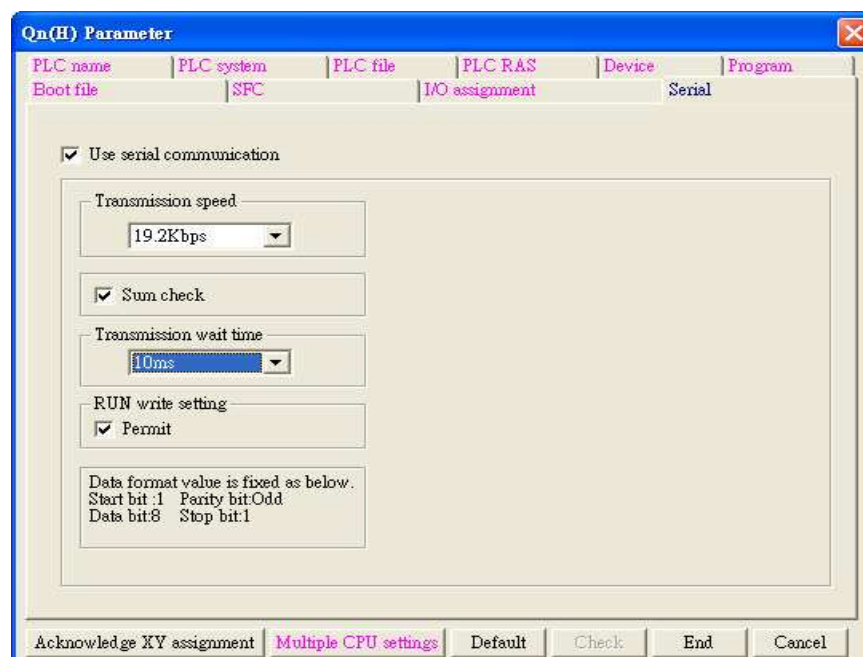 Qn(H) Parameter
PLC name PLC system PLC file PLC RAS Device Program
Boot file SFC I/O assignment Serial
Use serial communication
Transmission speed
19.2Kbps
Sum check
Transmission wait time
10ms
RUN write setting
Permit
Data format value is fixed as below.
Start bit :1 Parity bit:Odd
Data bit:8 Stop bit:1
Acknowledge XY assignment Multiple CPU settings Default Check End Cancel